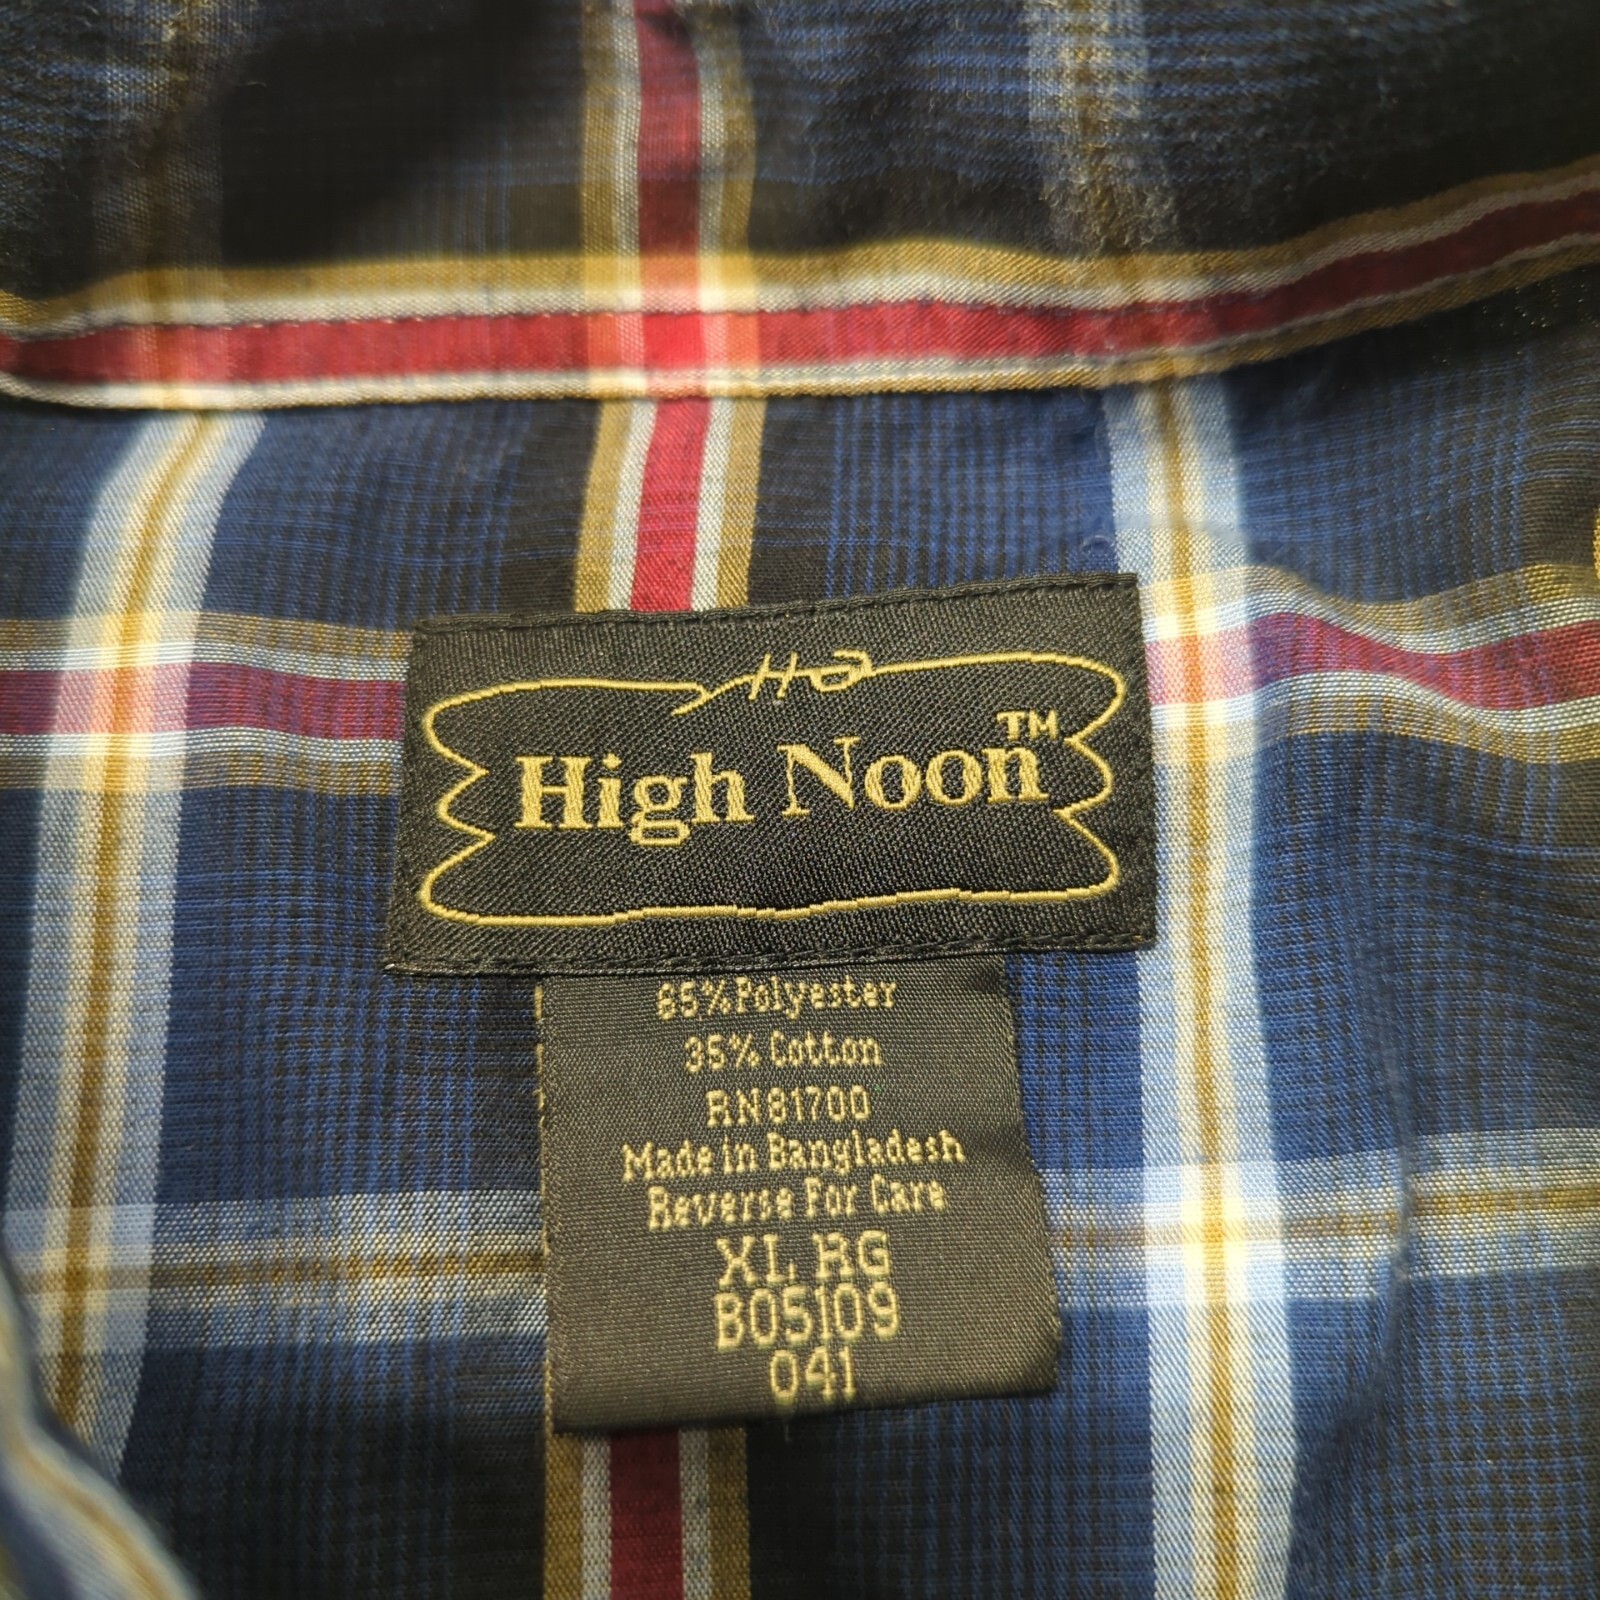 High Noon™
65% Polyester
35% Cotton
RN81700
Made in Bangladesh
Reverse For Care
XL RG
B05109
041